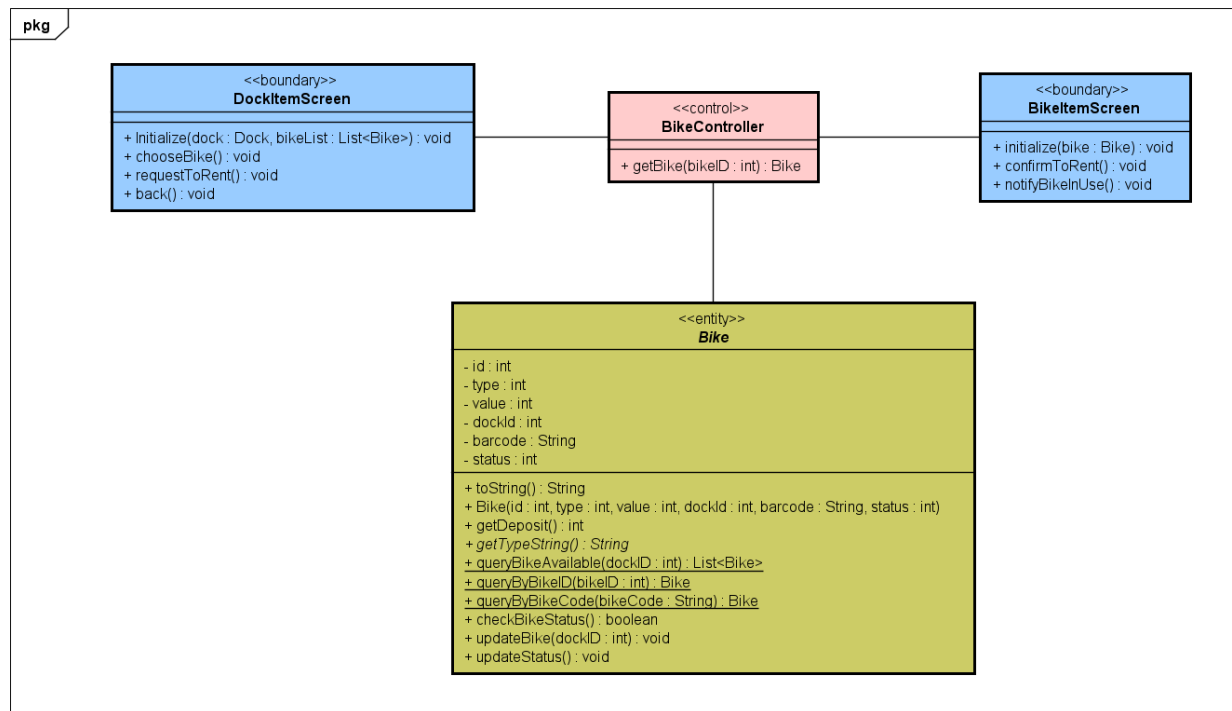 pkg
<<boundary>>
DockItemScreen
+ Initialize(dock : Dock, bikeList : List<Bike>) : void
+ chooseBike() : void
+ requestToRent() : void
+ back() : void
<<control>>
BikeController
+ getBike(bikeID : int) : Bike
<<boundary>>
BikeItemScreen
+ initialize(bike : Bike) : void
+ confirmToRent() : void
+ notifyBikeInUse() : void
<<entity>>
Bike
- id : int
- type : int
- value : int
- dockId : int
- barcode : String
- status : int
+ toString() : String
+ Bike(id : int, type : int, value : int, dockId : int, barcode : String, status : int)
+ getDeposit() : int
+ getTypeString() : String
+ queryBikeAvailable(dockID : int) : List<Bike>
+ queryByBikeID(bikeID : int) : Bike
+ queryByBikeCode(bikeCode : String) : Bike
+ checkBikeStatus() : boolean
+ updateBike(dockID : int) : void
+ updateStatus() : void